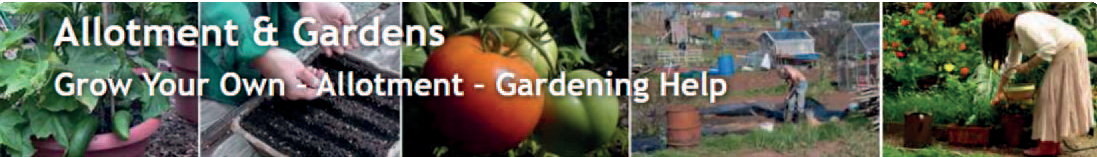 Allotment & Gardens
Grow Your Own - Allotment - Gardening Help